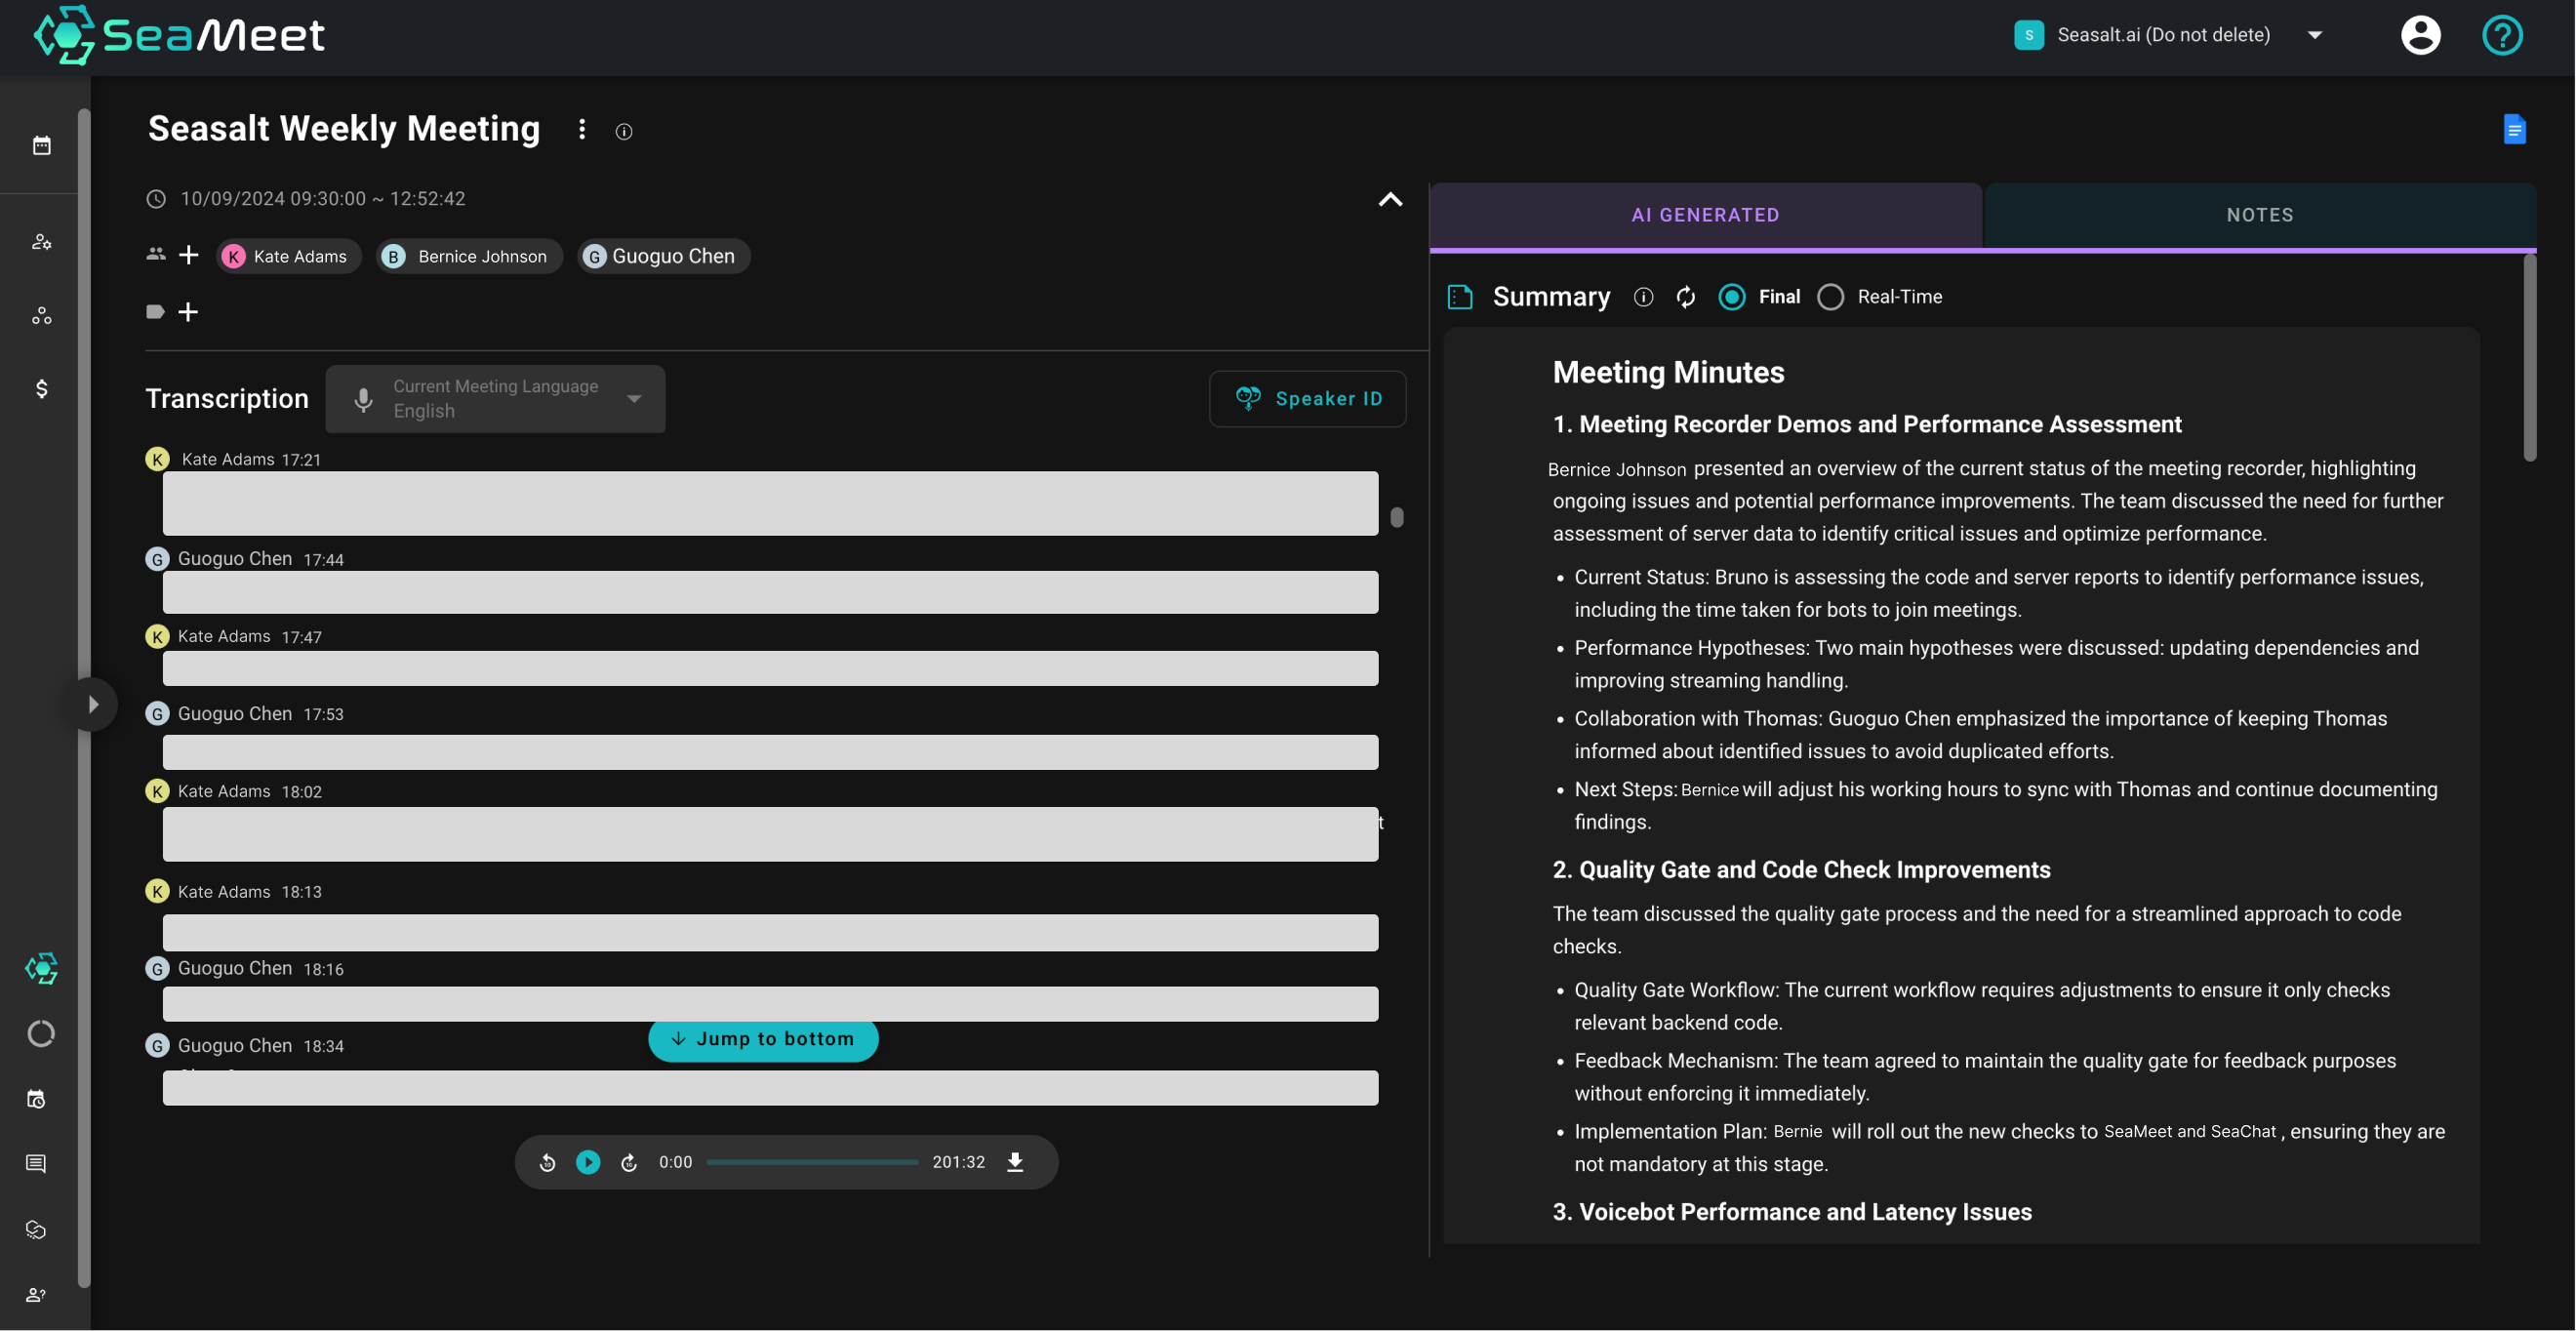 SeaMeet
S Seasalt.ai (Do not delete)
Seasalt Weekly Meeting
10/09/2024 09:30:00 ~ 12:52:42
K Kate Adams B Bernice Johnson G Guoguo Chen
Transcription
Current Meeting Language
English
Speaker ID
K Kate Adams 17:21
G Guoguo Chen 17:44
K Kate Adams 17:47
G Guoguo Chen 17:53
K Kate Adams 18:02
t
K Kate Adams 18:13
G Guoguo Chen 18:16
G Guoguo Chen 18:34
Jump to bottom
0:00 201:32
AI GENERATED NOTES
Summary Final Real-Time
Meeting Minutes
1. Meeting Recorder Demos and Performance Assessment
Bernice Johnson presented an overview of the current status of the meeting recorder, highlighting
ongoing issues and potential performance improvements. The team discussed the need for further
assessment of server data to identify critical issues and optimize performance.
• Current Status: Bruno is assessing the code and server reports to identify performance issues,
including the time taken for bots to join meetings.
• Performance Hypotheses: Two main hypotheses were discussed: updating dependencies and
improving streaming handling.
• Collaboration with Thomas: Guoguo Chen emphasized the importance of keeping Thomas
informed about identified issues to avoid duplicated efforts.
• Next Steps: Bernice will adjust his working hours to sync with Thomas and continue documenting
findings.
2. Quality Gate and Code Check Improvements
The team discussed the quality gate process and the need for a streamlined approach to code
checks.
• Quality Gate Workflow: The current workflow requires adjustments to ensure it only checks
relevant backend code.
• Feedback Mechanism: The team agreed to maintain the quality gate for feedback purposes
without enforcing it immediately.
• Implementation Plan: Bernie will roll out the new checks to SeaMeet and SeaChat , ensuring they are
not mandatory at this stage.
3. Voicebot Performance and Latency Issues